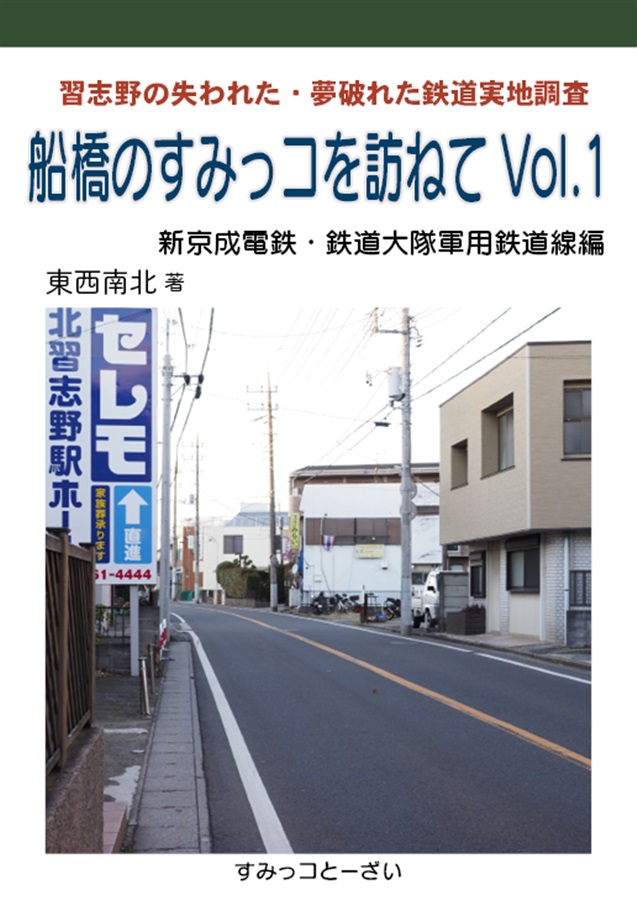 習志野の失われた・夢破れた鉄道実地調査
船橋のすみっコを訪ねて Vol.1
新京成電鉄・鉄道大隊軍用鉄道線編
東西南北 著
北習志野駅ホー
セレモ
家族葬承ります
直進
61-4444
すみっコとーざい